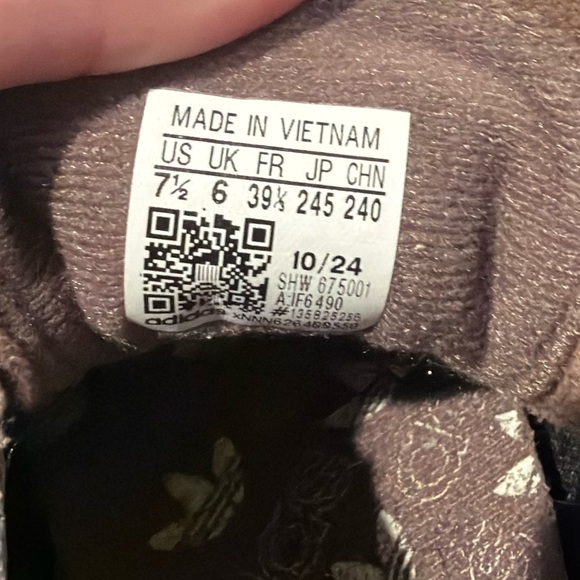 MADE IN VIETNAM
US UK FR JP CHN
7½ 6 39⅓ 245 240
10/24
SHW 675001
A:IF6490
#:135825256
adidas